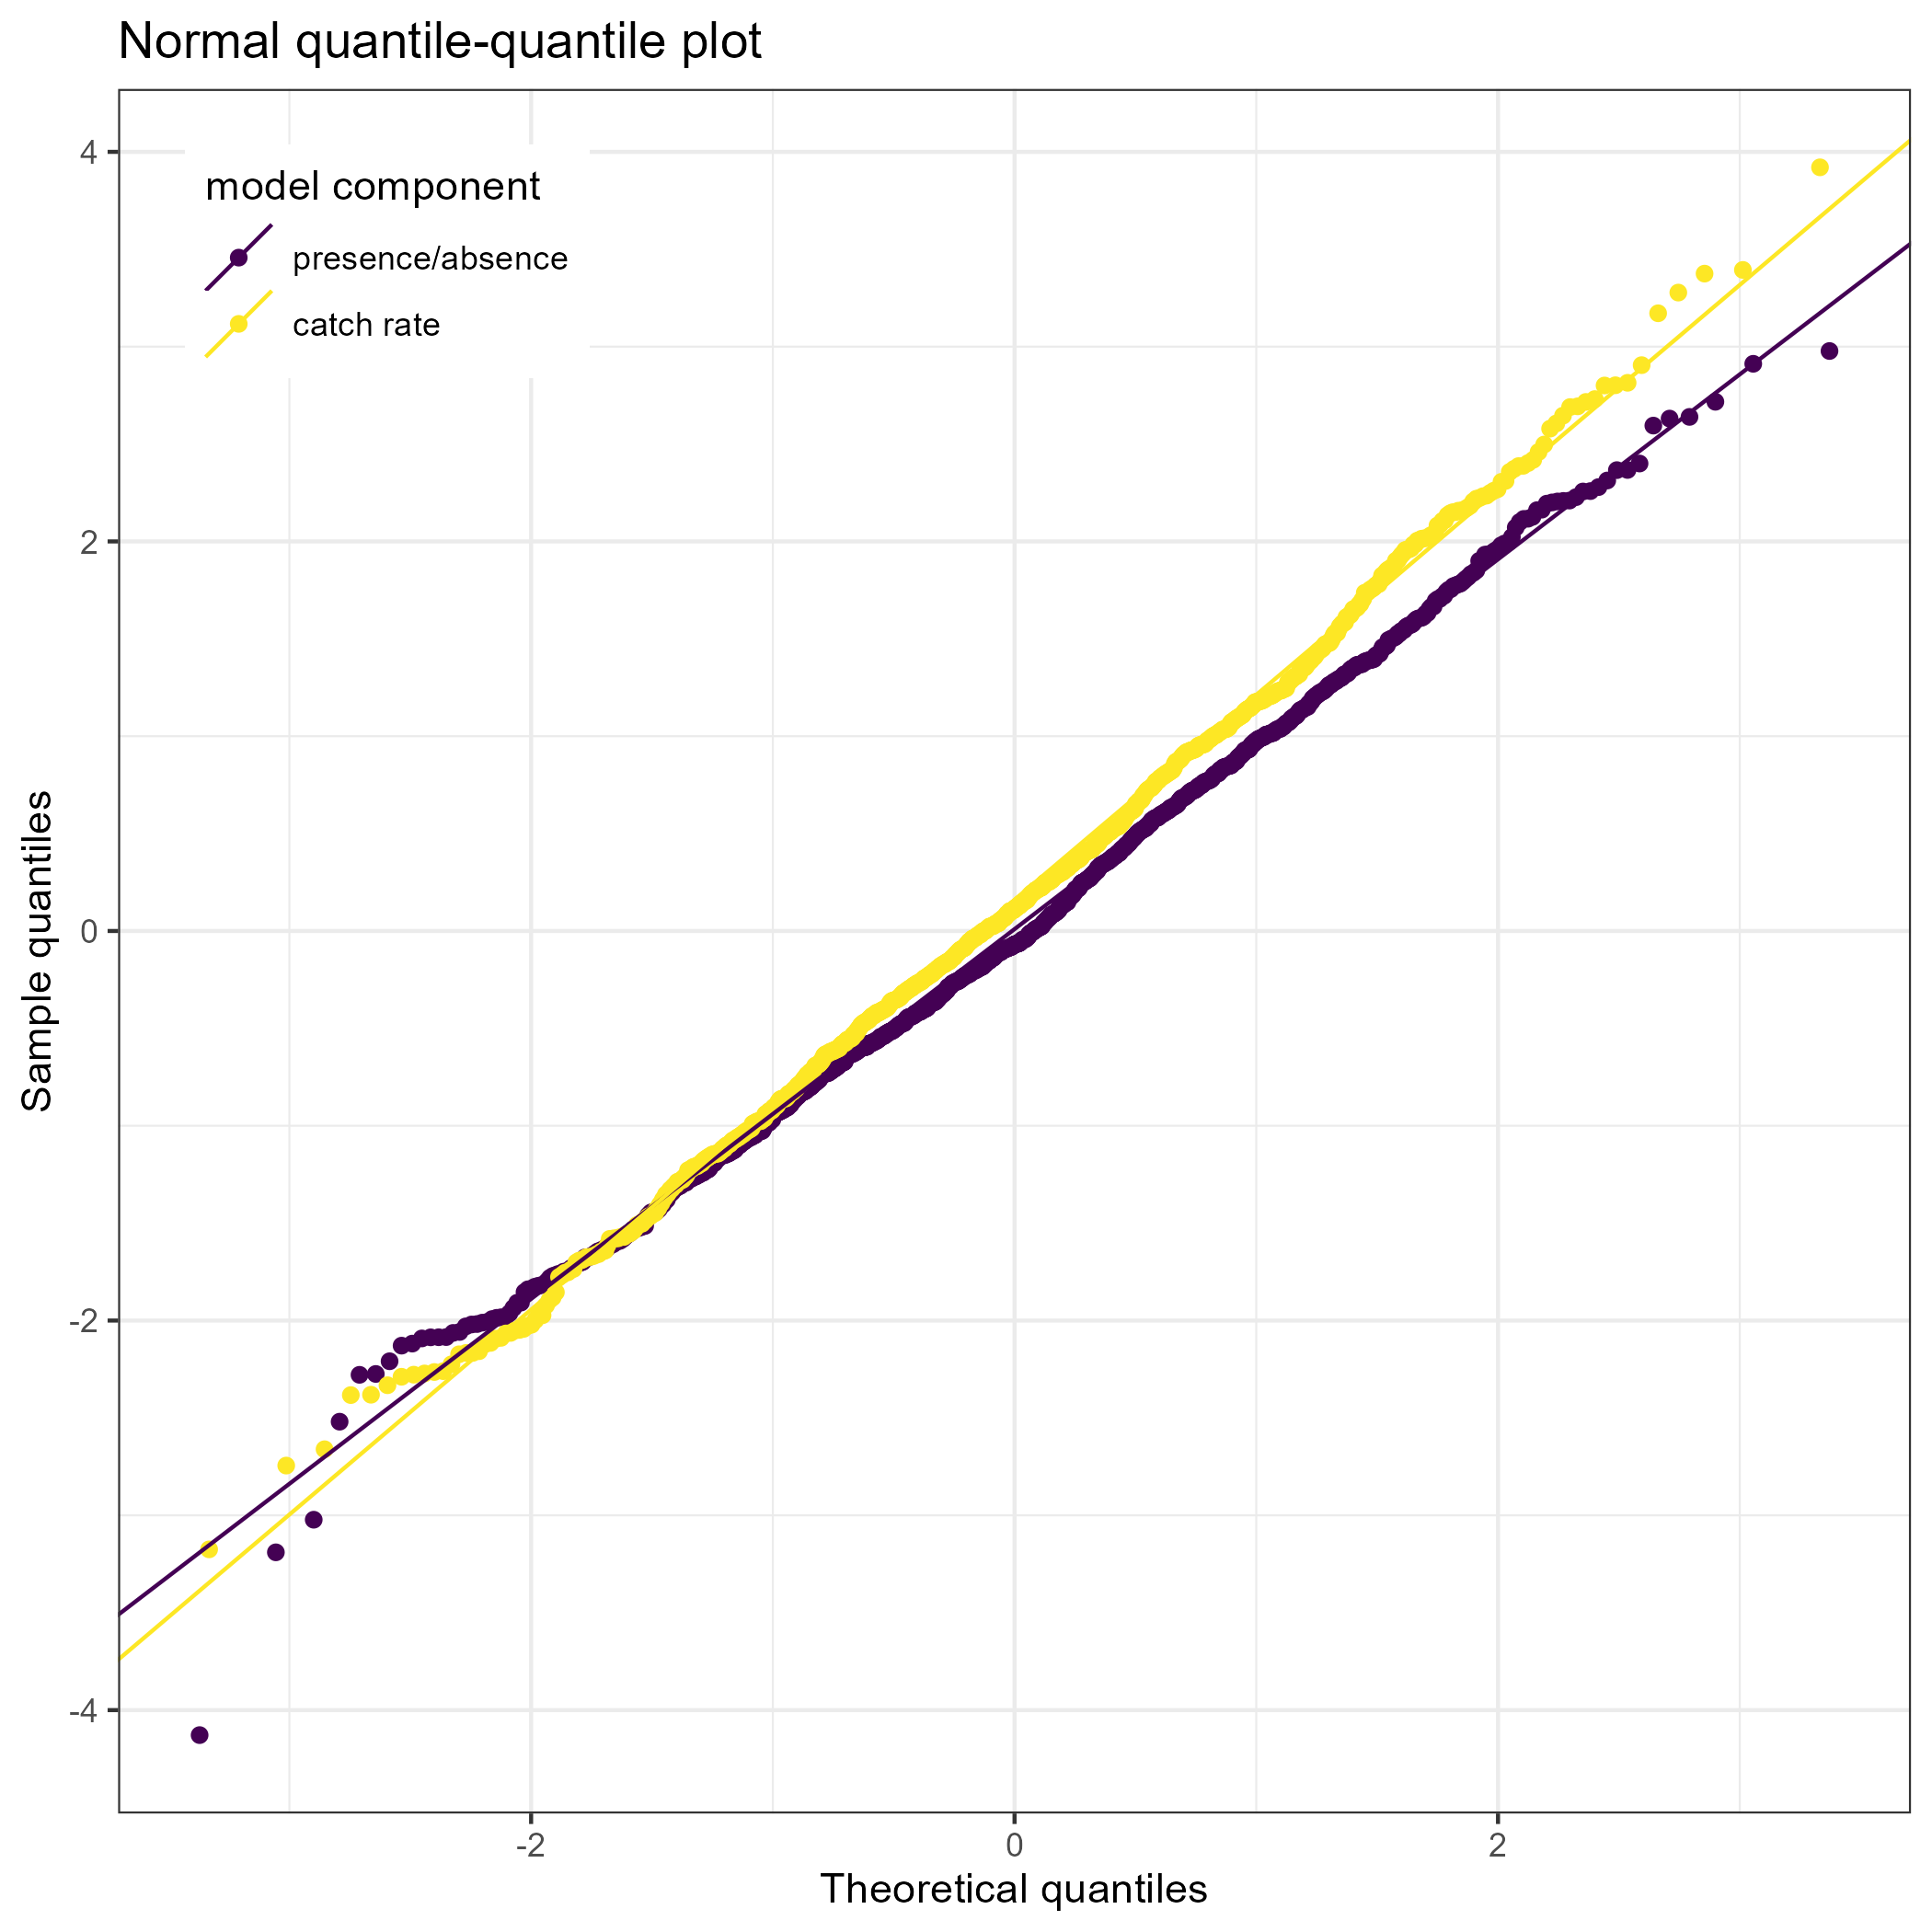 Normal quantile-quantile plot
model component
presence/absence
catch rate
4
2
0
-2
-4
Sample quantiles
-2
0
2
Theoretical quantiles